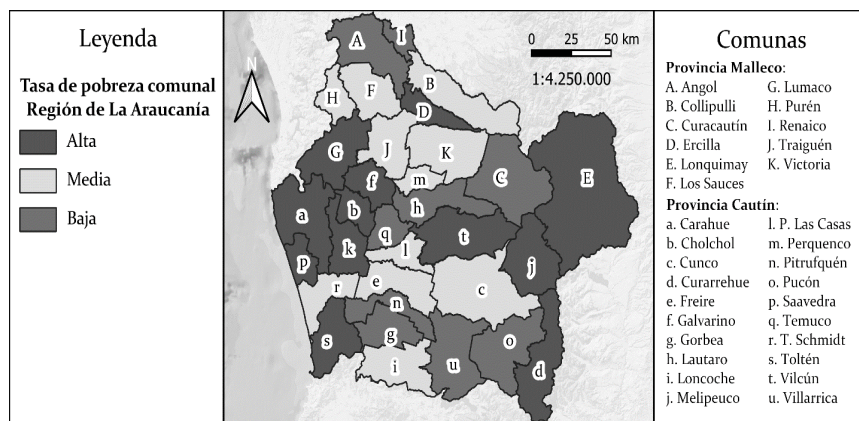 Leyenda
Tasa de pobreza comunal
Región de La Araucanía
Alta
Media
Baja
N
0 25 50 km
1:4.250.000
A
I
B
H
F
D
G
J
K
m
C
E
f
a
b
h
q
t
k
l
p
j
r
e
c
n
s
g
o
i
u
d
Comunas
Provincia Malleco:
A. Angol G. Lumaco
B. Collipulli H. Purén
C. Curacautín I. Renaico
D. Ercilla J. Traiguén
E. Lonquimay K. Victoria
F. Los Sauces
Provincia Cautín:
a. Carahue l. P. Las Casas
b. Cholchol m. Perquenco
c. Cunco n. Pitrufquén
d. Curarrehue o. Pucón
e. Freire p. Saavedra
f. Galvarino q. Temuco
g. Gorbea r. T. Schmidt
h. Lautaro s. Toltén
i. Loncoche t. Vilcún
j. Melipeuco u. Villarrica